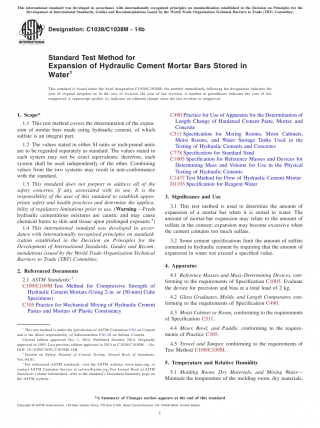 This international standard was developed in accordance with internationally recognized principles on standardization established in the Decision on Principles for the
Development of International Standards, Guides and Recommendations issued by the World Trade Organization Technical Barriers to Trade (TBT) Committee.
INTERNATIONAL
Designation: C1038/C1038M – 14b
Standard Test Method for
Expansion of Hydraulic Cement Mortar Bars Stored in
Water¹
This standard is issued under the fixed designation C1038/C1038M; the number immediately following the designation indicates the
year of original adoption or, in the case of revision, the year of last revision. A number in parentheses indicates the year of last
reapproval. A superscript epsilon (ε) indicates an editorial change since the last revision or reapproval.
1. Scope*
1.1 This test method covers the determination of the expan-
sion of mortar bars made using hydraulic cement, of which
sulfate is an integral part.
1.2 The values stated in either SI units or inch-pound units
are to be regarded separately as standard. The values stated in
each system may not be exact equivalents; therefore, each
system shall be used independently of the other. Combining
values from the two systems may result in non-conformance
with the standard.
1.3 This standard does not purport to address all of the
safety concerns, if any, associated with its use. It is the
responsibility of the user of this standard to establish appro-
priate safety and health practices and determine the applica-
bility of regulatory limitations prior to use. (Warning—Fresh
hydraulic cementitious mixtures are caustic and may cause
chemical burns to skin and tissue upon prolonged exposure.²)
1.4 This international standard was developed in accor-
dance with internationally recognized principles on standard-
ization established in the Decision on Principles for the
Development of International Standards, Guides and Recom-
mendations issued by the World Trade Organization Technical
Barriers to Trade (TBT) Committee.
2. Referenced Documents
2.1 ASTM Standards:³
C109/C109M Test Method for Compressive Strength of
Hydraulic Cement Mortars (Using 2-in. or [50-mm] Cube
Specimens)
C305 Practice for Mechanical Mixing of Hydraulic Cement
Pastes and Mortars of Plastic Consistency
¹ This test method is under the jurisdiction of ASTM Committee C01 on Cement
and is the direct responsibility of Subcommittee C01.28 on Sulfate Content.
Current edition approved Oct. 1, 2014. Published October 2014. Originally
approved in 1985. Last previous edition approved in 2014 as C1038/C1038M – 14a.
DOI: 10.1520/C1038_C1038M-14B.
² Section on Safety, Manual of Cement Testing, Annual Book of ASTM Standards,
Vol. 04.01.
³ For referenced ASTM standards, visit the ASTM website, www.astm.org, or
contact ASTM Customer Service at service@astm.org. For Annual Book of ASTM
Standards volume information, refer to the standard's Document Summary page on
the ASTM website.
C490 Practice for Use of Apparatus for the Determination of
Length Change of Hardened Cement Paste, Mortar, and
Concrete
C511 Specification for Mixing Rooms, Moist Cabinets,
Moist Rooms, and Water Storage Tanks Used in the
Testing of Hydraulic Cements and Concretes
C778 Specification for Standard Sand
C1005 Specification for Reference Masses and Devices for
Determining Mass and Volume for Use in the Physical
Testing of Hydraulic Cements
C1437 Test Method for Flow of Hydraulic Cement Mortar
D1193 Specification for Reagent Water
3. Significance and Use
3.1 This test method is used to determine the amount of
expansion of a mortar bar when it is stored in water. The
amount of mortar-bar expansion may relate to the amount of
sulfate in the cement; expansion may become excessive when
the cement contains too much sulfate.
3.2 Some cement specifications limit the amount of sulfate
contained in hydraulic cement by requiring that the amount of
expansion in water not exceed a specified value.
4. Apparatus
4.1 Reference Masses and Mass-Determining Devices, con-
forming to the requirements of Specification C1005. Evaluate
the device for precision and bias at a total load of 2 kg.
4.2 Glass Graduates, Molds, and Length Comparator, con-
forming to the requirements of Specification C490.
4.3 Moist Cabinet or Room, conforming to the requirements
of Specification C511.
4.4 Mixer, Bowl, and Paddle, conforming to the require-
ments of Practice C305.
4.5 Trowel and Tamper, conforming to the requirements of
Test Method C109/C109M.
5. Temperature and Relative Humidity
5.1 Molding Room, Dry Materials, and Mixing Water—
Maintain the temperature of the molding room, dry materials,
*A Summary of Changes section appears at the end of this standard
1